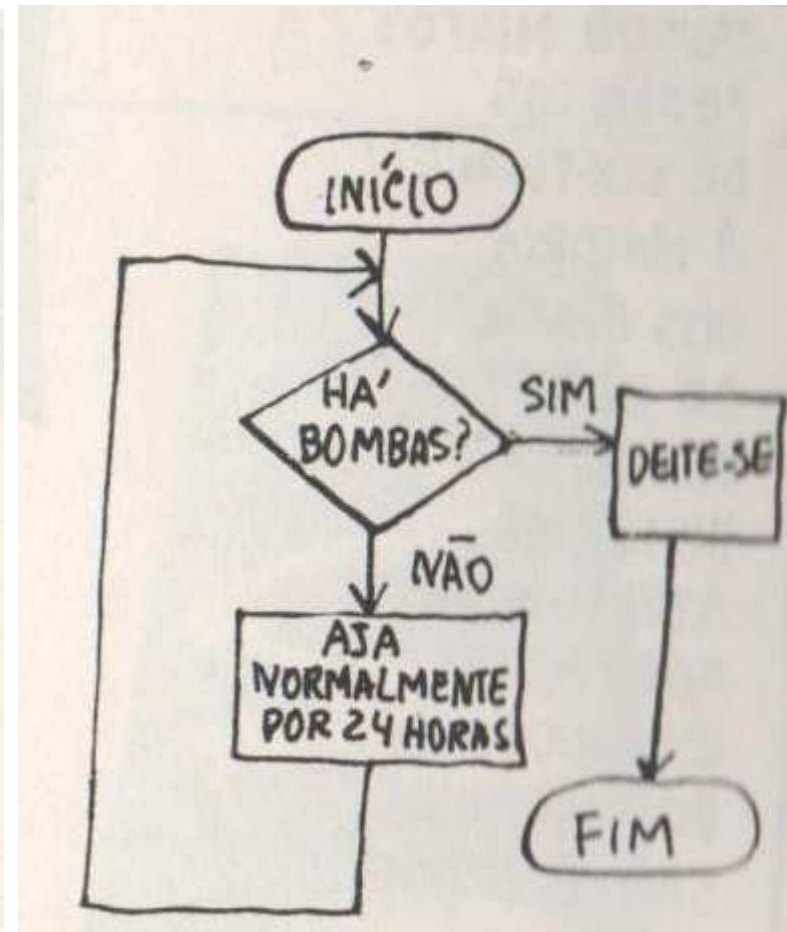 INÍCIO
HÁ
BOMBAS?
SIM
DEITE-SE
NÃO
AJA
NORMALMENTE
POR 24 HORAS
FIM